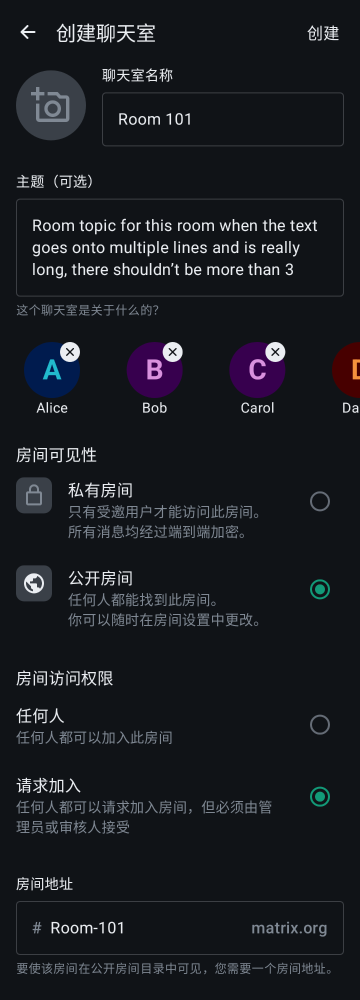 创建聊天室
创建
聊天室名称
Room 101
主题（可选）
Room topic for this room when the text
goes onto multiple lines and is really
long, there shouldn’t be more than 3
这个聊天室是关于什么的？
A
B
C
D
Alice
Bob
Carol
Da
房间可见性
私有房间
只有受邀用户才能访问此房间。
所有消息均经过端到端加密。
公开房间
任何人都能找到此房间。
你可以随时在房间设置中更改。
房间访问权限
任何人
任何人都可以加入此房间
请求加入
任何人都可以请求加入房间，但必须由管
理员或审核人接受
房间地址
# Room-101 matrix.org
要使该房间在公开房间目录中可见，您需要一个房间地址。